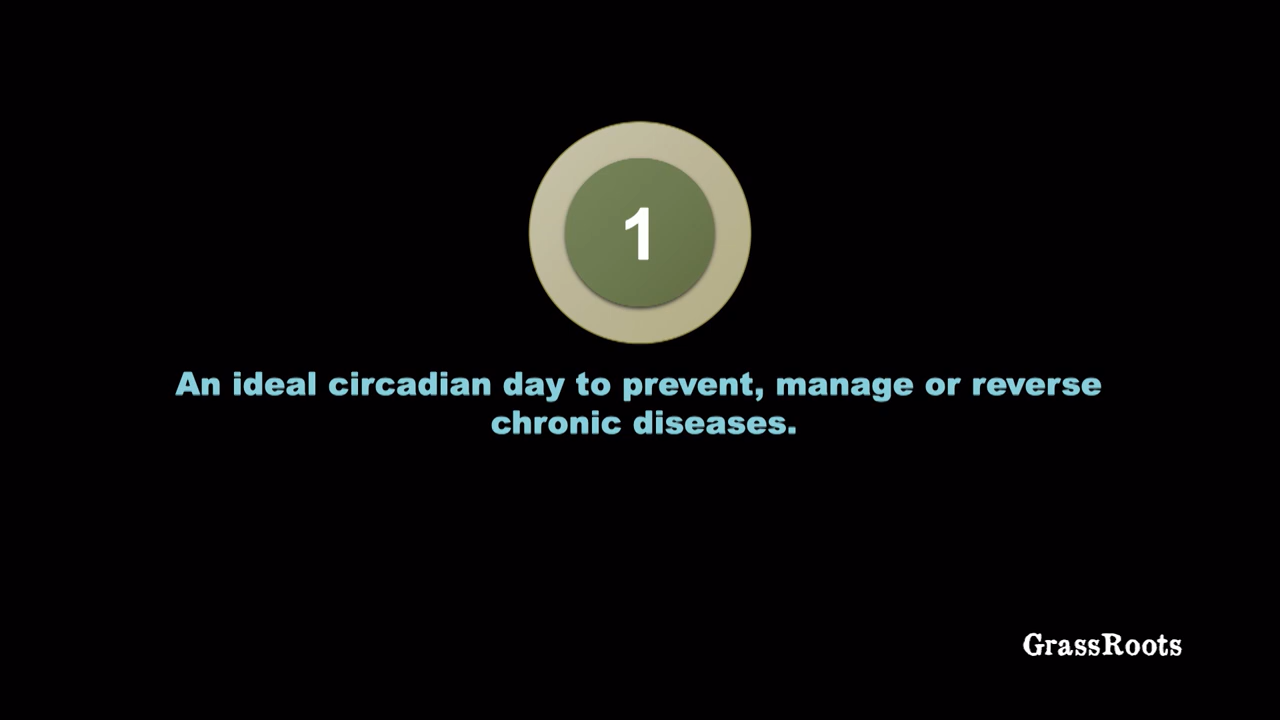 1
An ideal circadian day to prevent, manage or reverse
chronic diseases.
GrassRoots